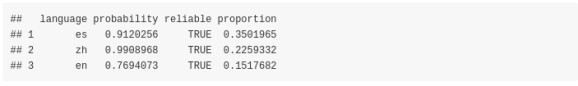 ##   language probability reliable proportion
## 1       es   0.9120256     TRUE  0.3501965
## 2       zh   0.9908968     TRUE  0.2259332
## 3       en   0.7694073     TRUE  0.1517682